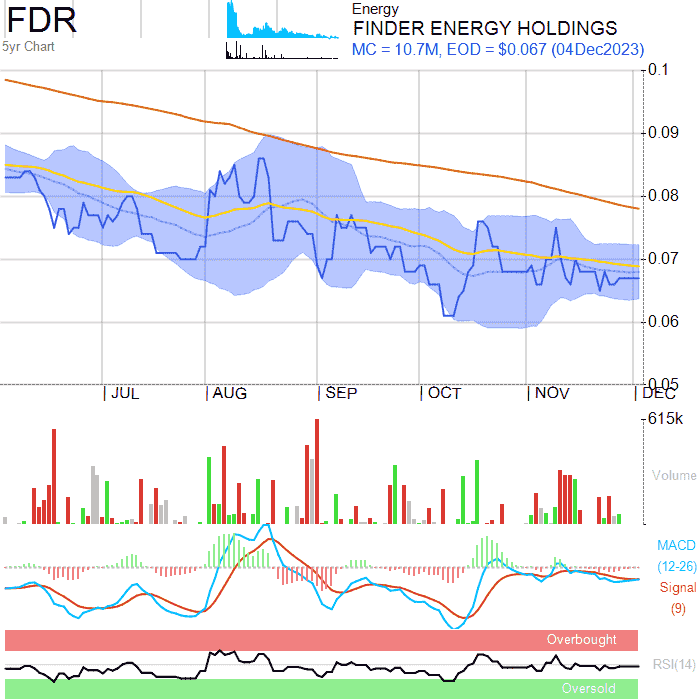 FDR
5yr Chart
Energy
FINDER ENERGY HOLDINGS
MC = 10.7M, EOD = $0.067 (04Dec2023)
0.1
0.09
0.08
0.07
0.06
0.05
JUL AUG SEP OCT NOV DEC
615k
Volume
MACD
(12-26)
Signal
(9)
Overbought
RSI(14)
Oversold